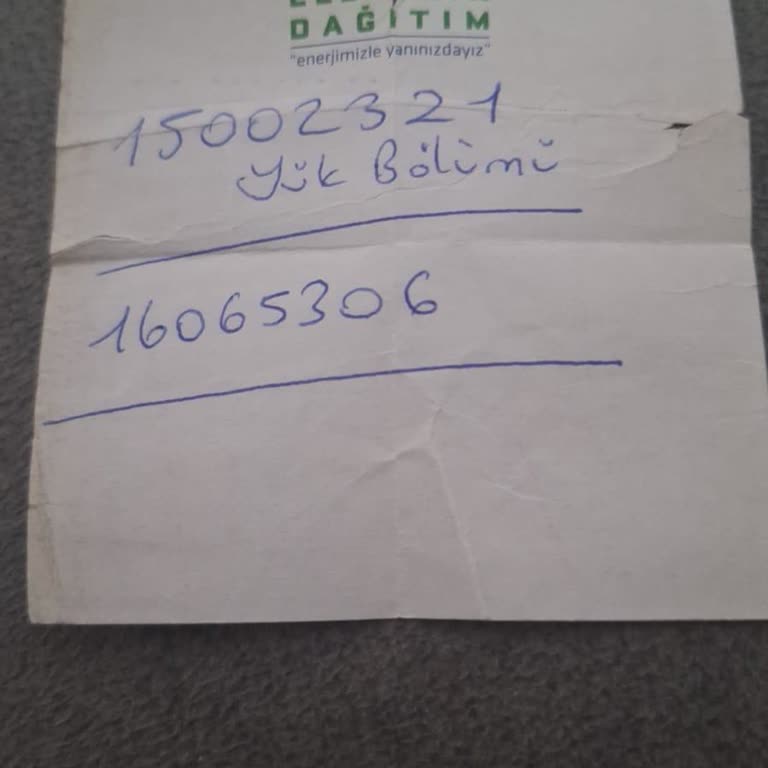 DAĞITIM
"enerjimizle yanınızdayız"
15002321
Yük Bölümü
16065306